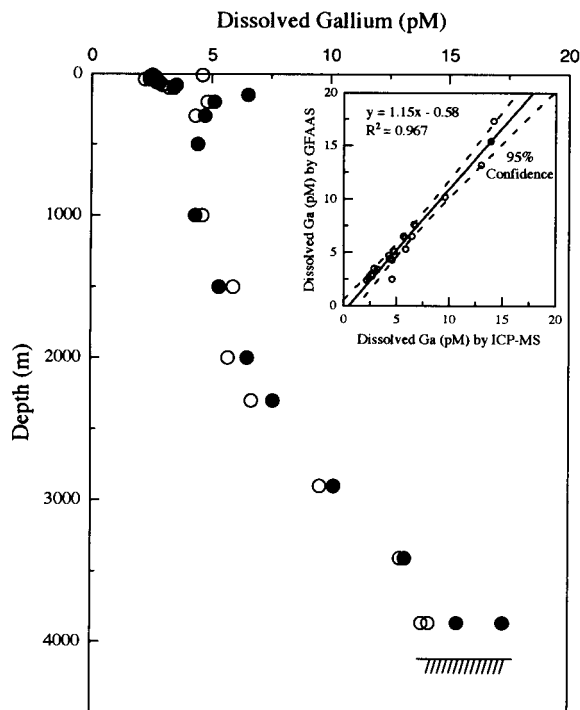 Dissolved Gallium (pM)
0 5 10 15 20 25
0
1000
2000
3000
4000
Depth (m)
20
15
10
5
0
0 5 10 15 20
y = 1.15x - 0.58
R² = 0.967
95%
Confidence
Dissolved Ga (pM) by GFAAS
Dissolved Ga (pM) by ICP-MS